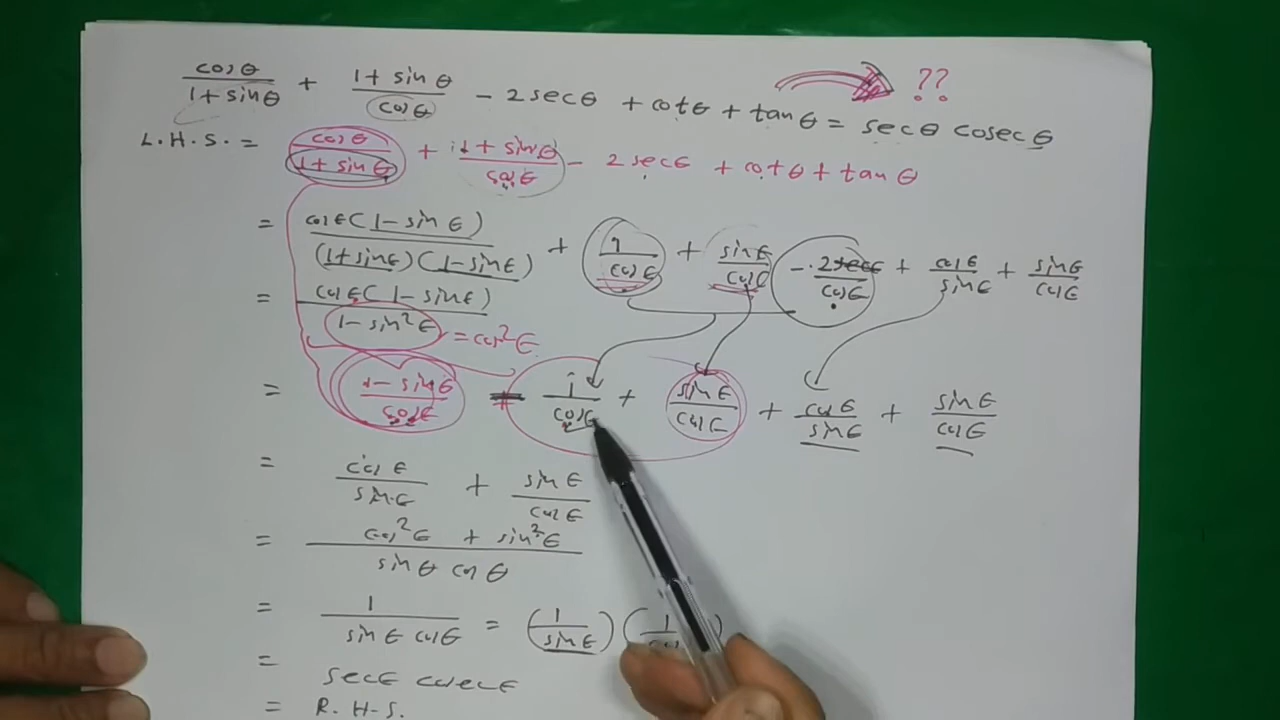 cosθ/(1+sinθ) + (1+sinθ)/cosθ − 2secθ + cotθ + tanθ = secθ cosecθ ??
L.H.S. = cosθ/(1+sinθ) + (1+sinθ)/cosθ − 2secθ + cotθ + tanθ
= cosθ(1−sinθ)/((1+sinθ)(1−sinθ)) + 1/cosθ + sinθ/cosθ − 2/cosθ + cosθ/sinθ + sinθ/cosθ
= cosθ(1−sinθ)/(1−sin²θ) = cos²θ
= (1−sinθ)/cosθ − 1/cosθ + sinθ/cosθ + cosθ/sinθ + sinθ/cosθ
= cosθ/sinθ + sinθ/cosθ
= (cos²θ + sin²θ)/(sinθ cosθ)
= 1/(sinθ cosθ) = (1/sinθ)(1/
= secθ cosecθ
= R.H.S.